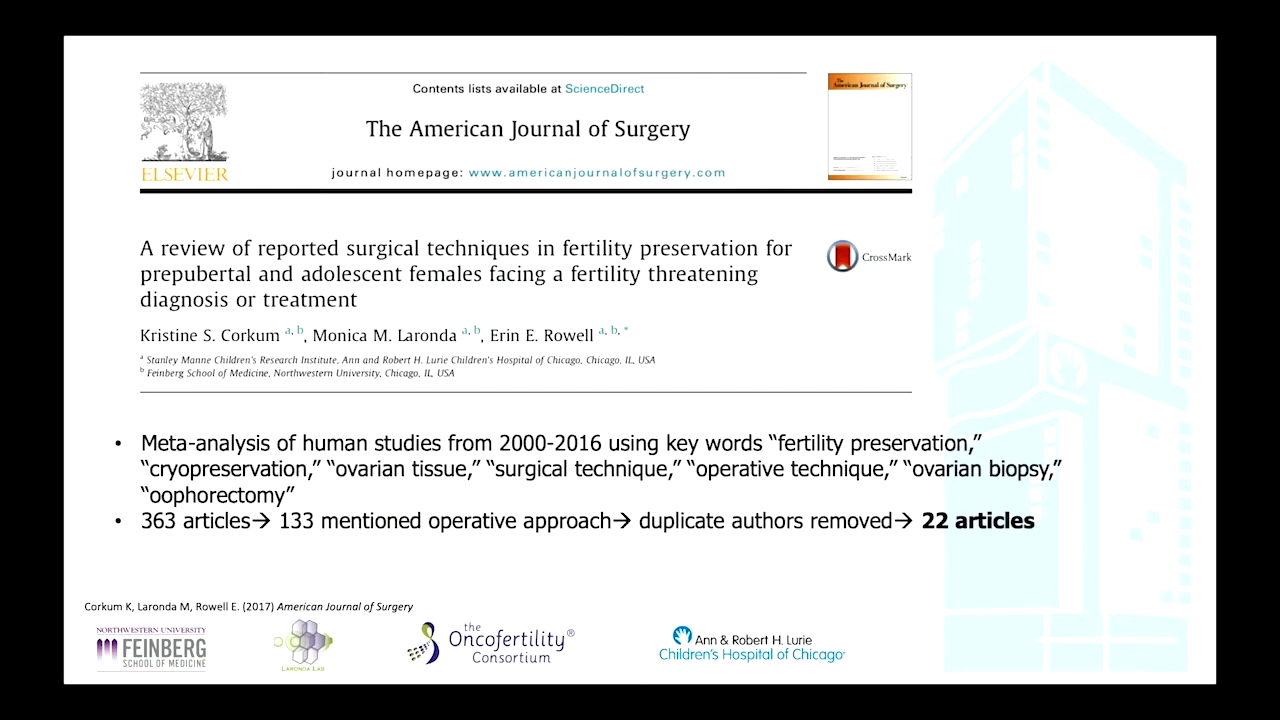 Contents lists available at ScienceDirect
The American Journal of Surgery
journal homepage: www.americanjournalofsurgery.com
ELSEVIER
The
American Journal of Surgery
A review of reported surgical techniques in fertility preservation for
prepubertal and adolescent females facing a fertility threatening
diagnosis or treatment
CrossMark
Kristine S. Corkum a, b, Monica M. Laronda a, b, Erin E. Rowell a, b, *
a Stanley Manne Children's Research Institute, Ann and Robert H. Lurie Children's Hospital of Chicago, Chicago, IL, USA
b Feinberg School of Medicine, Northwestern University, Chicago, IL, USA
• Meta-analysis of human studies from 2000-2016 using key words “fertility preservation,”
“cryopreservation,” “ovarian tissue,” “surgical technique,” “operative technique,” “ovarian biopsy,”
“oophorectomy”
• 363 articles→ 133 mentioned operative approach→ duplicate authors removed→ 22 articles
Corkum K, Laronda M, Rowell E. (2017) American Journal of Surgery
NORTHWESTERN UNIVERSITY
FEINBERG
SCHOOL OF MEDICINE
LARONDA LAB
the
Oncofertility®
Consortium
Ann & Robert H. Lurie
Children's Hospital of Chicago